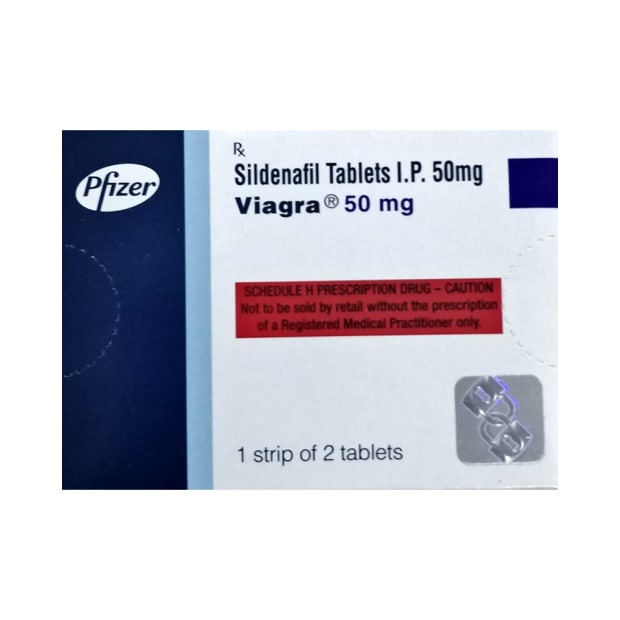 Pfizer
Rx
Sildenafil Tablets I.P. 50mg
Viagra® 50 mg
SCHEDULE H PRESCRIPTION DRUG – CAUTION
Not to be sold by retail without the prescription
of a Registered Medical Practitioner only.
1 strip of 2 tablets